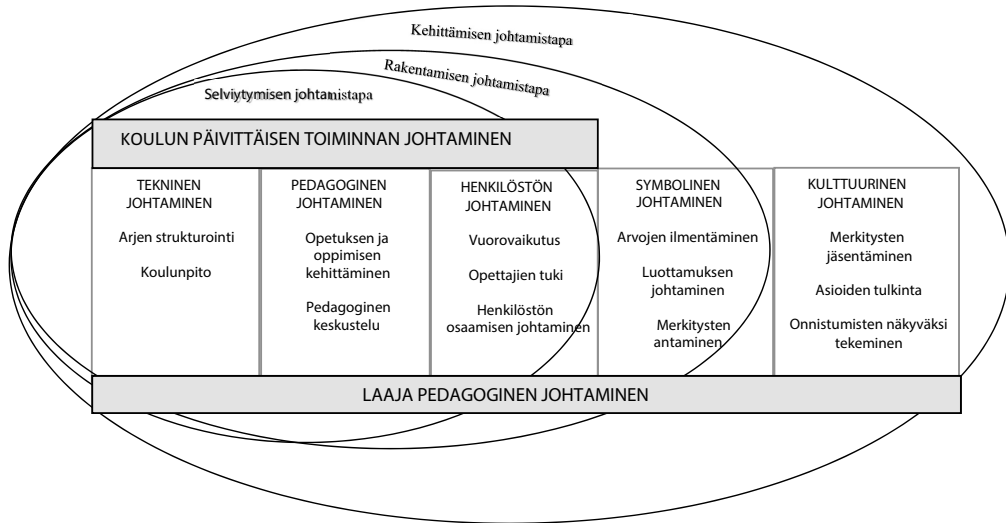 Kehittämisen johtamistapa
Rakentamisen johtamistapa
Selviytymisen johtamistapa
KOULUN PÄIVITTÄISEN TOIMINNAN JOHTAMINEN
TEKNINEN
JOHTAMINEN
Arjen strukturointi
Koulunpito
PEDAGOGINEN
JOHTAMINEN
Opetuksen ja
oppimisen
kehittäminen
Pedagoginen
keskustelu
HENKILÖSTÖN
JOHTAMINEN
Vuorovaikutus
Opettajien tuki
Henkilöstön
osaamisen johtaminen
SYMBOLINEN
JOHTAMINEN
Arvojen ilmentäminen
Luottamuksen
johtaminen
Merkitysten
antaminen
KULTTUURINEN
JOHTAMINEN
Merkitysten
jäsentäminen
Asioiden tulkinta
Onnistumisten näkyväksi
tekeminen
LAAJA PEDAGOGINEN JOHTAMINEN